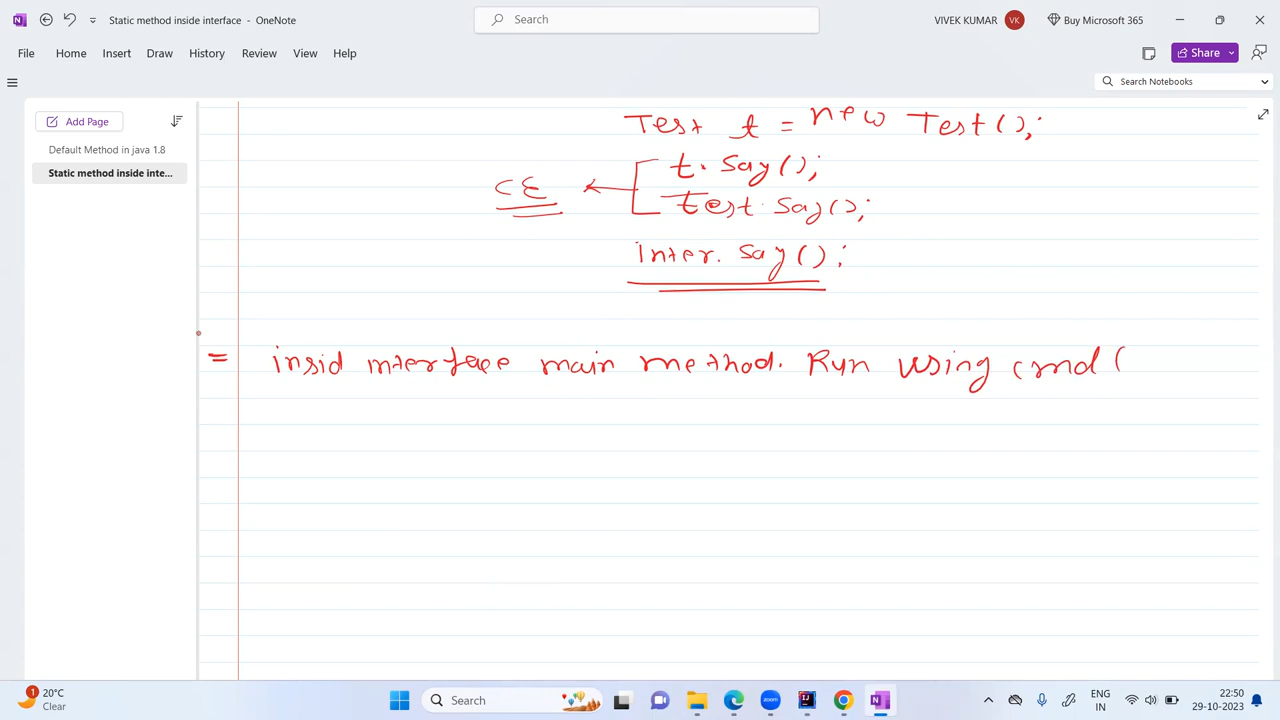 Static method inside interface - OneNote
Search
VIVEK KUMAR VK
Buy Microsoft 365
File Home Insert Draw History Review View Help
Share
Search Notebooks
Add Page
Default Method in java 1.8
Static method inside inte...
Test t = new Test();
t. Say();
CE
Test. Say();
inter. Say();
= insid interface main method. Run using cmd (
1
20°C
Clear
Search
zoom
ENG
IN
22:50
29-10-2023